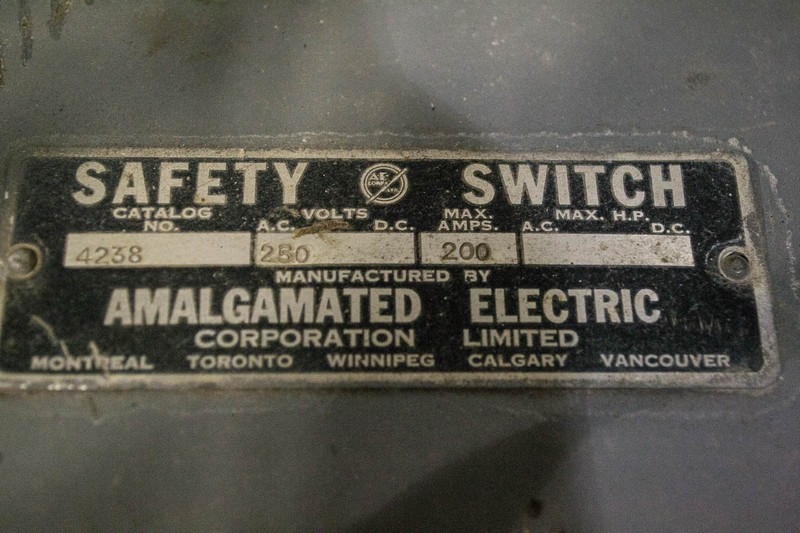 SAFETY SWITCH
CATALOG NO. A.C. VOLTS D.C. MAX. AMPS. A.C. MAX. H.P. D.C.
4238 250 200
MANUFACTURED BY
AMALGAMATED ELECTRIC
CORPORATION LIMITED
MONTREAL TORONTO WINNIPEG CALGARY VANCOUVER